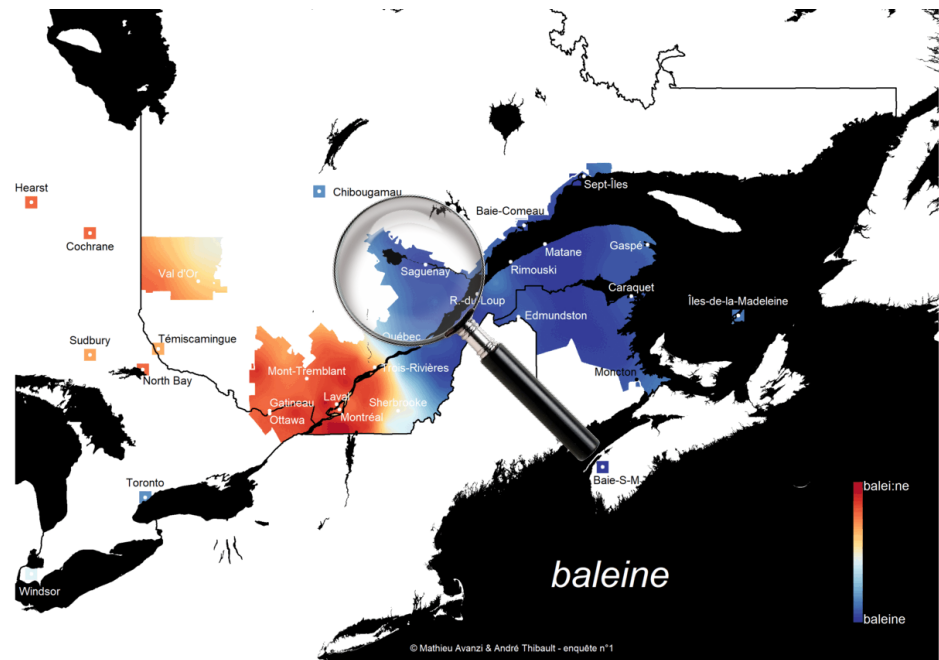 Hearst
Chibougamau
Sept-Îles
Baie-Comeau
Cochrane
Matane
Gaspé
Saguenay
Rimouski
Val d'Or
Caraquet
R.-du-Loup
Îles-de-la-Madeleine
Edmundston
Québec
Sudbury
Témiscamingue
Trois-Rivières
Mont-Tremblant
Moncton
North Bay
Laval
Gatineau
Sherbrooke
Montréal
Ottawa
Toronto
Baie-S-M
balei:ne
baleine
Windsor
baleine
© Mathieu Avanzi & André Thibault - enquête n°1